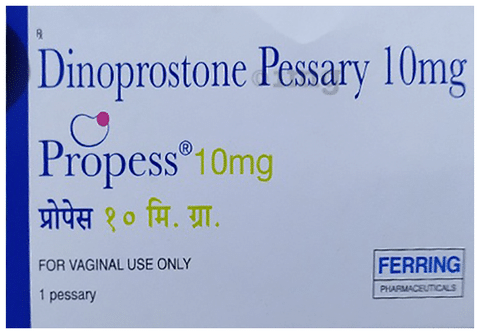 ℞
Dinoprostone Pessary 10mg
Propess® 10mg
प्रोपेस १० मि. ग्रा.
FOR VAGINAL USE ONLY
1 pessary
FERRING
PHARMACEUTICALS